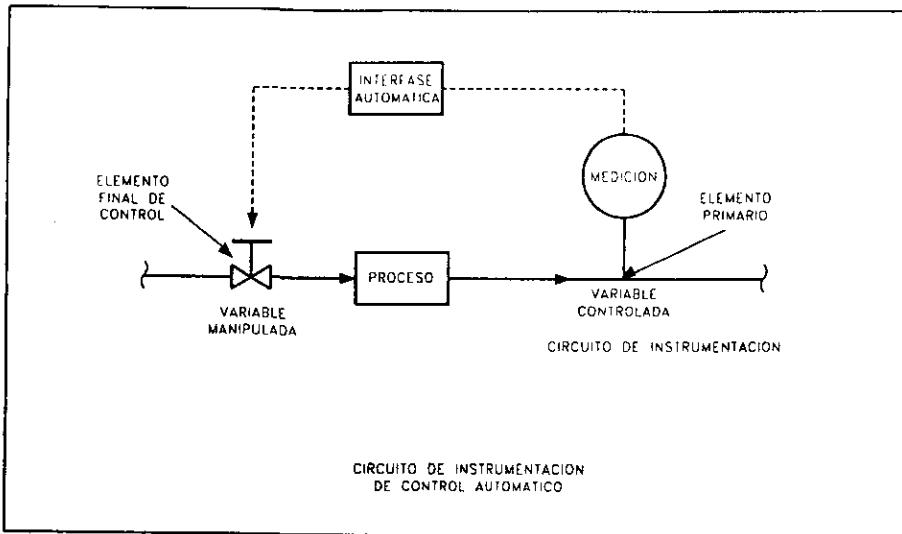 INTERFASE
AUTOMATICA
MEDICION
ELEMENTO
FINAL DE
CONTROL
ELEMENTO
PRIMARIO
PROCESO
VARIABLE
MANIPULADA
VARIABLE
CONTROLADA
CIRCUITO DE INSTRUMENTACION
CIRCUITO DE INSTRUMENTACION
DE CONTROL AUTOMATICO